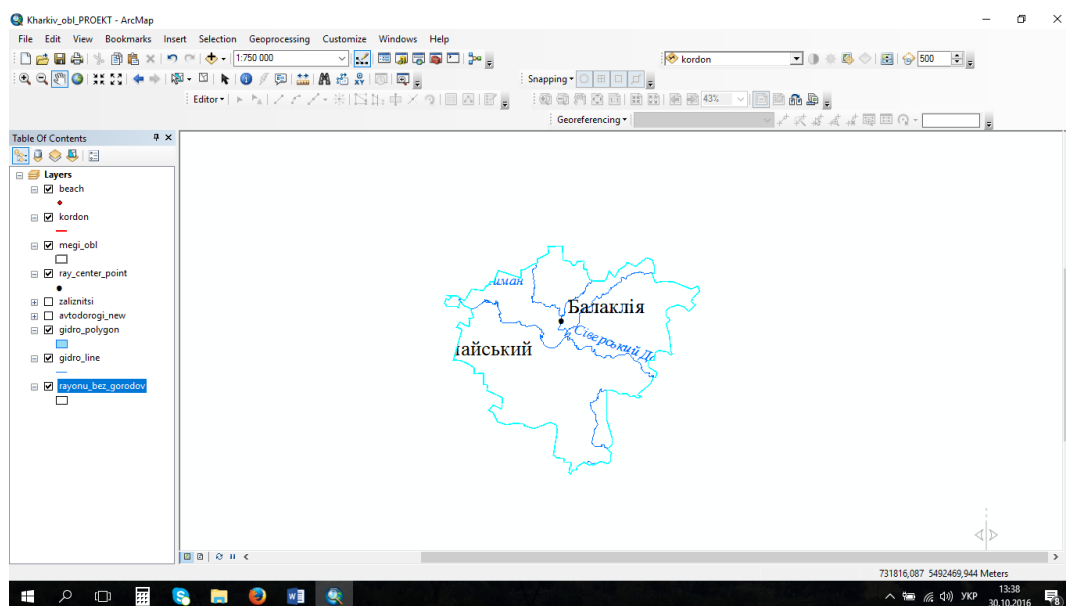 Kharkiv_obl_PROEKT - ArcMap
File Edit View Bookmarks Insert Selection Geoprocessing Customize Windows Help
1:750 000
kordon
500
Snapping
Editor
43%
Georeferencing
Table Of Contents
Layers
beach
kordon
megi_obl
ray_center_point
zaliznitsi
avtodorogi_new
gidro_polygon
gidro_line
rayonu_bez_gorodov
иман
Балаклія
Сіверський До
айський
731816,087 5492469,944 Meters
УКР
13:38
30.10.2016